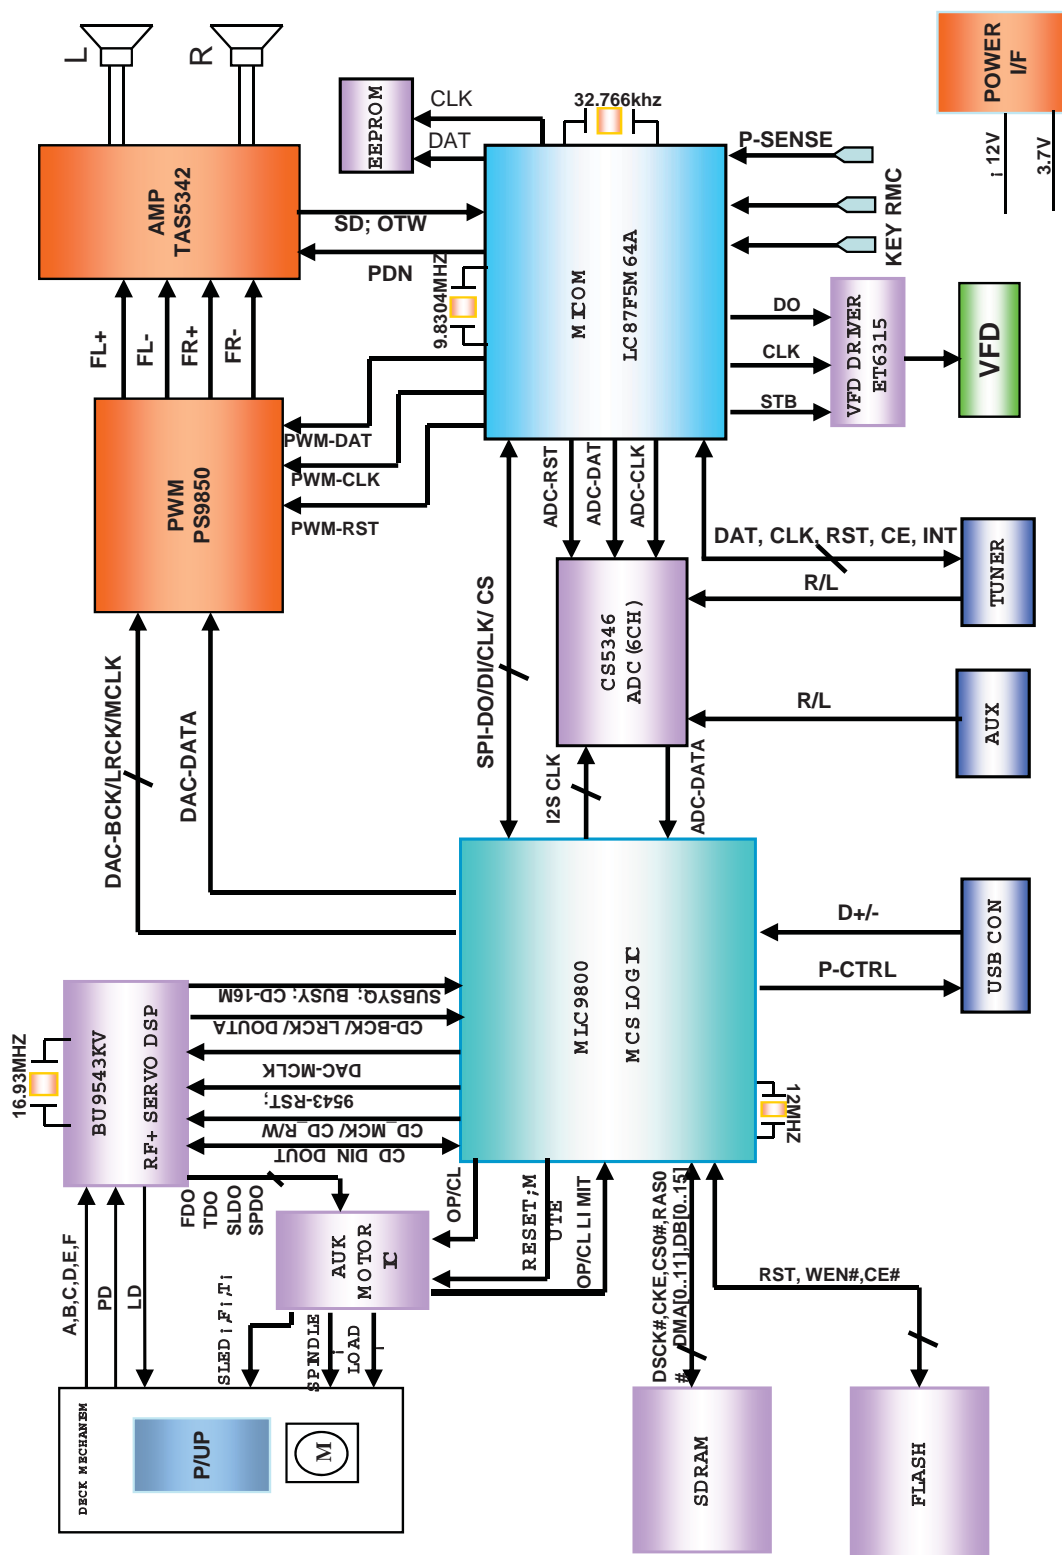 L
R
AMP
TAS5342
FL+
FL-
FR+
FR-
PWM
PS9850
DAC-BCK/LRCK/MCLK
DAC-DATA
EEPROM
CLK
DAT
32.766khz
SD; OTW
PDN
9.8304MHZ
PWM-DAT
PWM-CLK
PWM-RST
MICOM
LC87F5M64A
P-SENSE
KEY RMC
POWER
I/F
¡ 12V
3.7V
DO
CLK
STB
VFD DRIVER
ET6315
VFD
ADC-RST
ADC-DAT
ADC-CLK
DAT, CLK, RST, CE, INT
R/L
TUNER
SPI-DO/DI/CLK/ CS
CS5346
ADC (6CH)
R/L
AUX
I2S CLK
ADC-DATA
MLC9800
MCS LOGIC
D+/-
P-CTRL
USB CON
12MHZ
16.93MHZ
BU9543KV
RF+ SERVO DSP
SUBSYQ; BUSY; CD-16M
CD-BCK/ LRCK/ DOUTA
DAC-MCLK
9543-RST;
CD_MCK/ CD_R/W
CD_DIN_DOUT
FDO
TDO
SLDO
SPDO
AUK
MOTOR
IC
OP/CL
RESET;M
UTE
OP/CL LI MIT
A,B,C,D,E,F
PD
LD
SLED¡,F¡,T¡
SPINDLE
¡
LOAD
¡
DECK MECHANISM
P/UP
M
DSCK#,CKE,CS0#,RAS0
#, DMA[0..11],DB[0..15]
SDRAM
RST, WEN#,CE#
FLASH